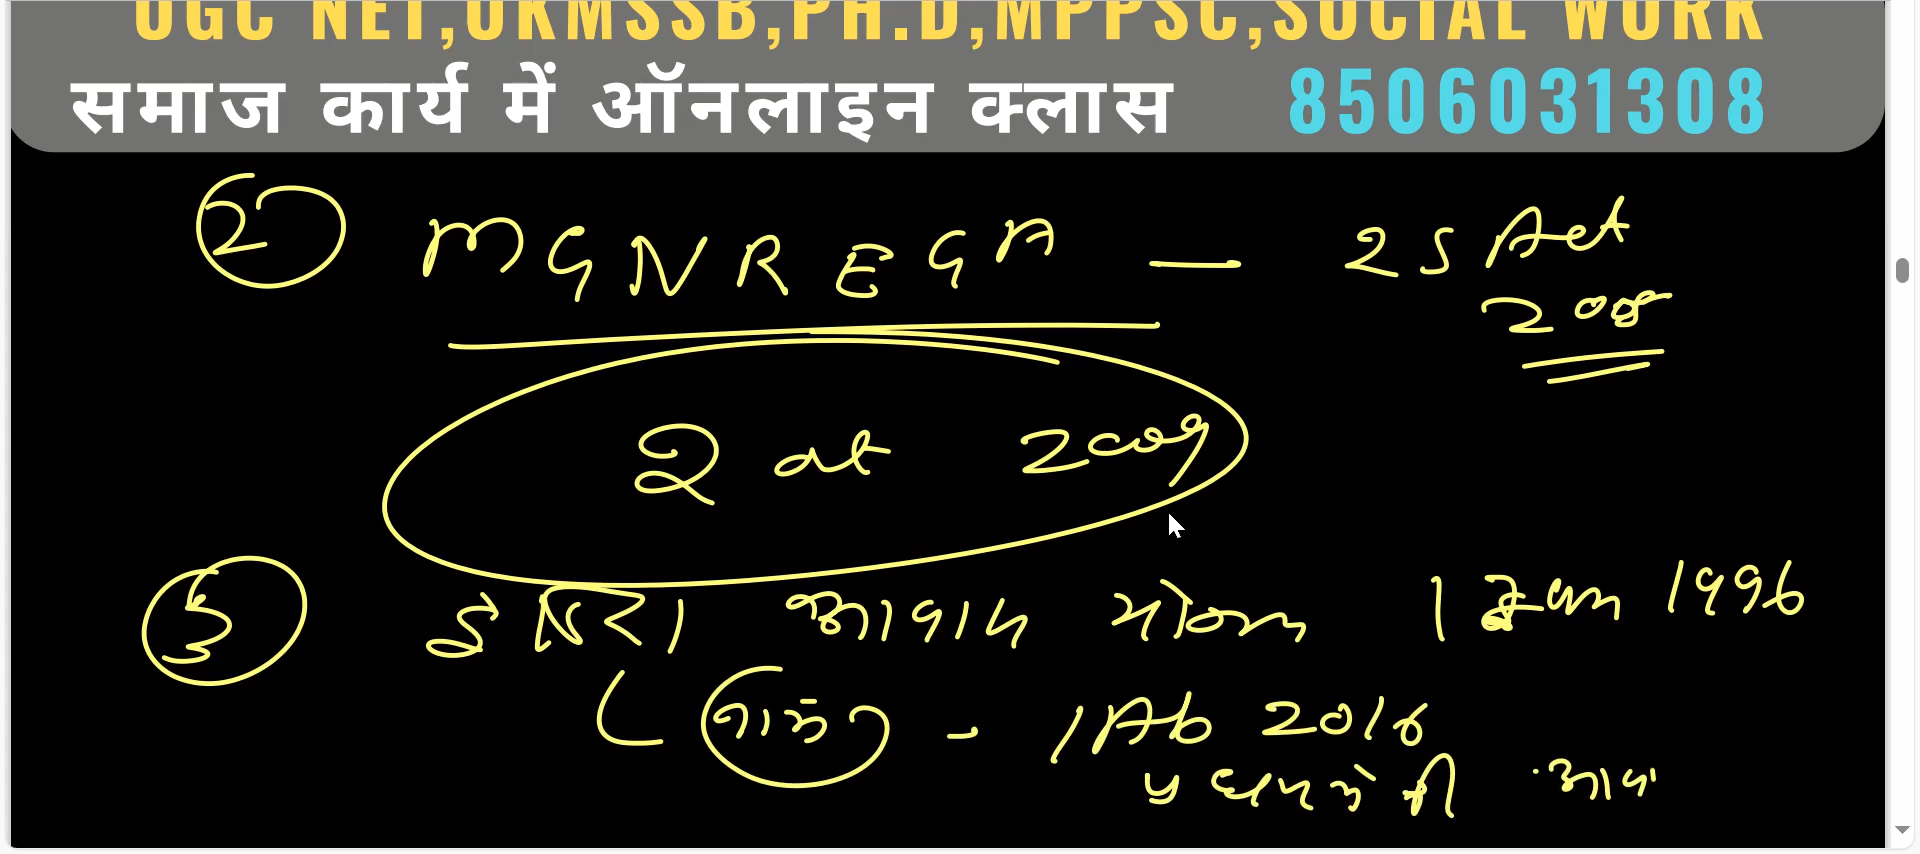 UGC NET,UKMSSB,PH.D,MPPSC,SOCIAL WORK
समाज कार्य में ऑनलाइन क्लास 8506031308
2 MGNREGA — 25 Act
2005
2 oct 2009
3 इंदिरा आवास योजना 1 जन 1996
- 1 Ab 2016
प्रधानमंत्री आवा